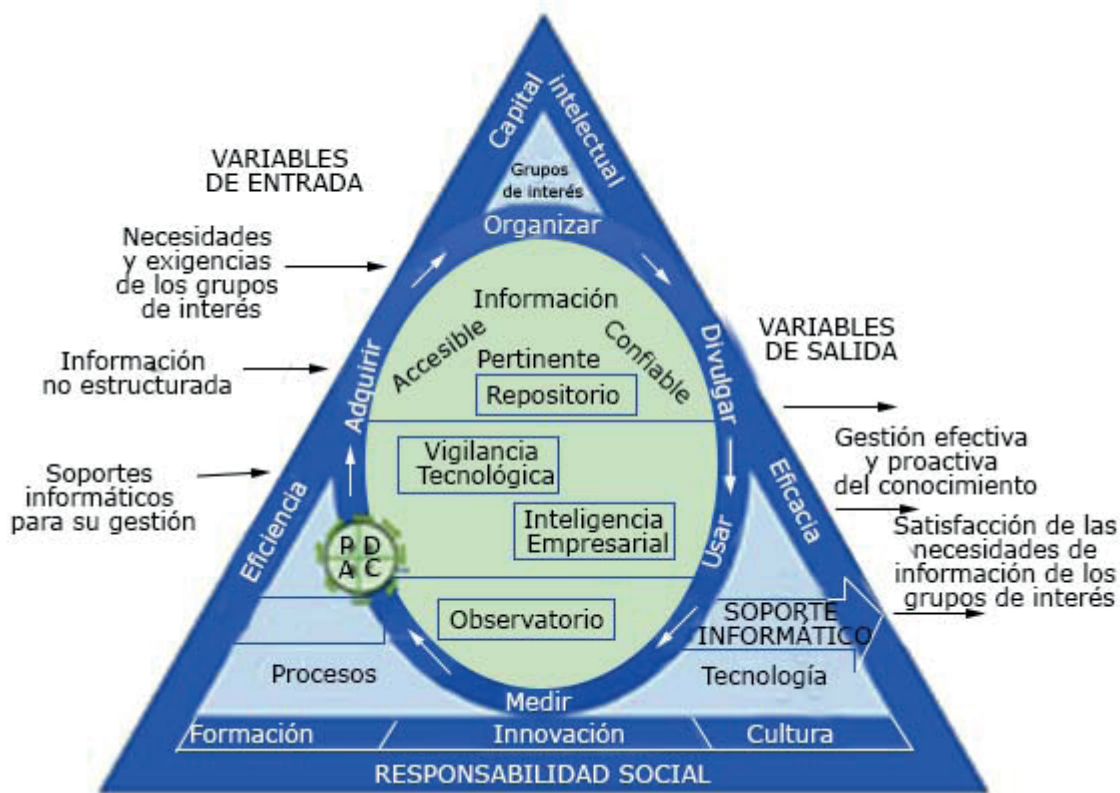 Capital
intelectual
Grupos
de interés
VARIABLES
DE ENTRADA
Necesidades
y exigencias
de los grupos
de interés
Información
no estructurada
Soportes
informáticos
para su gestión
Organizar
Divulgar
Usar
Medir
Adquirir
Información
Accesible
Pertinente
Confiable
Repositorio
Vigilancia
Tecnológica
Inteligencia
Empresarial
Observatorio
P D
A C
Eficiencia
Eficacia
VARIABLES
DE SALIDA
Gestión efectiva
y proactiva
del conocimiento
Satisfacción de las
necesidades de
información de los
grupos de interés
SOPORTE
INFORMÁTICO
Procesos
Tecnología
Formación
Innovación
Cultura
RESPONSABILIDAD SOCIAL